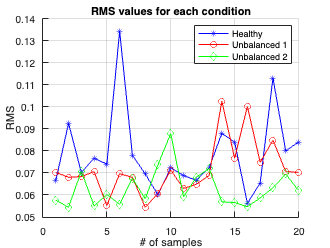 RMS values for each condition
Healthy
Unbalanced 1
Unbalanced 2
RMS
0.14
0.13
0.12
0.11
0.1
0.09
0.08
0.07
0.06
0.05
0 5 10 15 20
# of samples